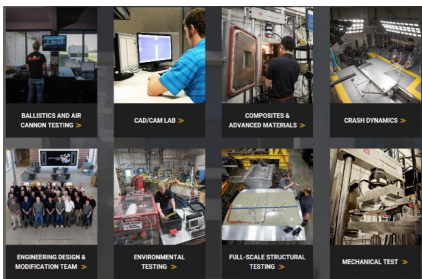 BALLISTICS AND AIR
CANNON TESTING >>
CAD/CAM LAB >>
COMPOSITES &
ADVANCED MATERIALS >>
CRASH DYNAMICS >>
ENGINEERING DESIGN &
MODIFICATION TEAM >>
ENVIRONMENTAL
TESTING >>
FULL-SCALE STRUCTURAL
TESTING >>
MECHANICAL TEST >>